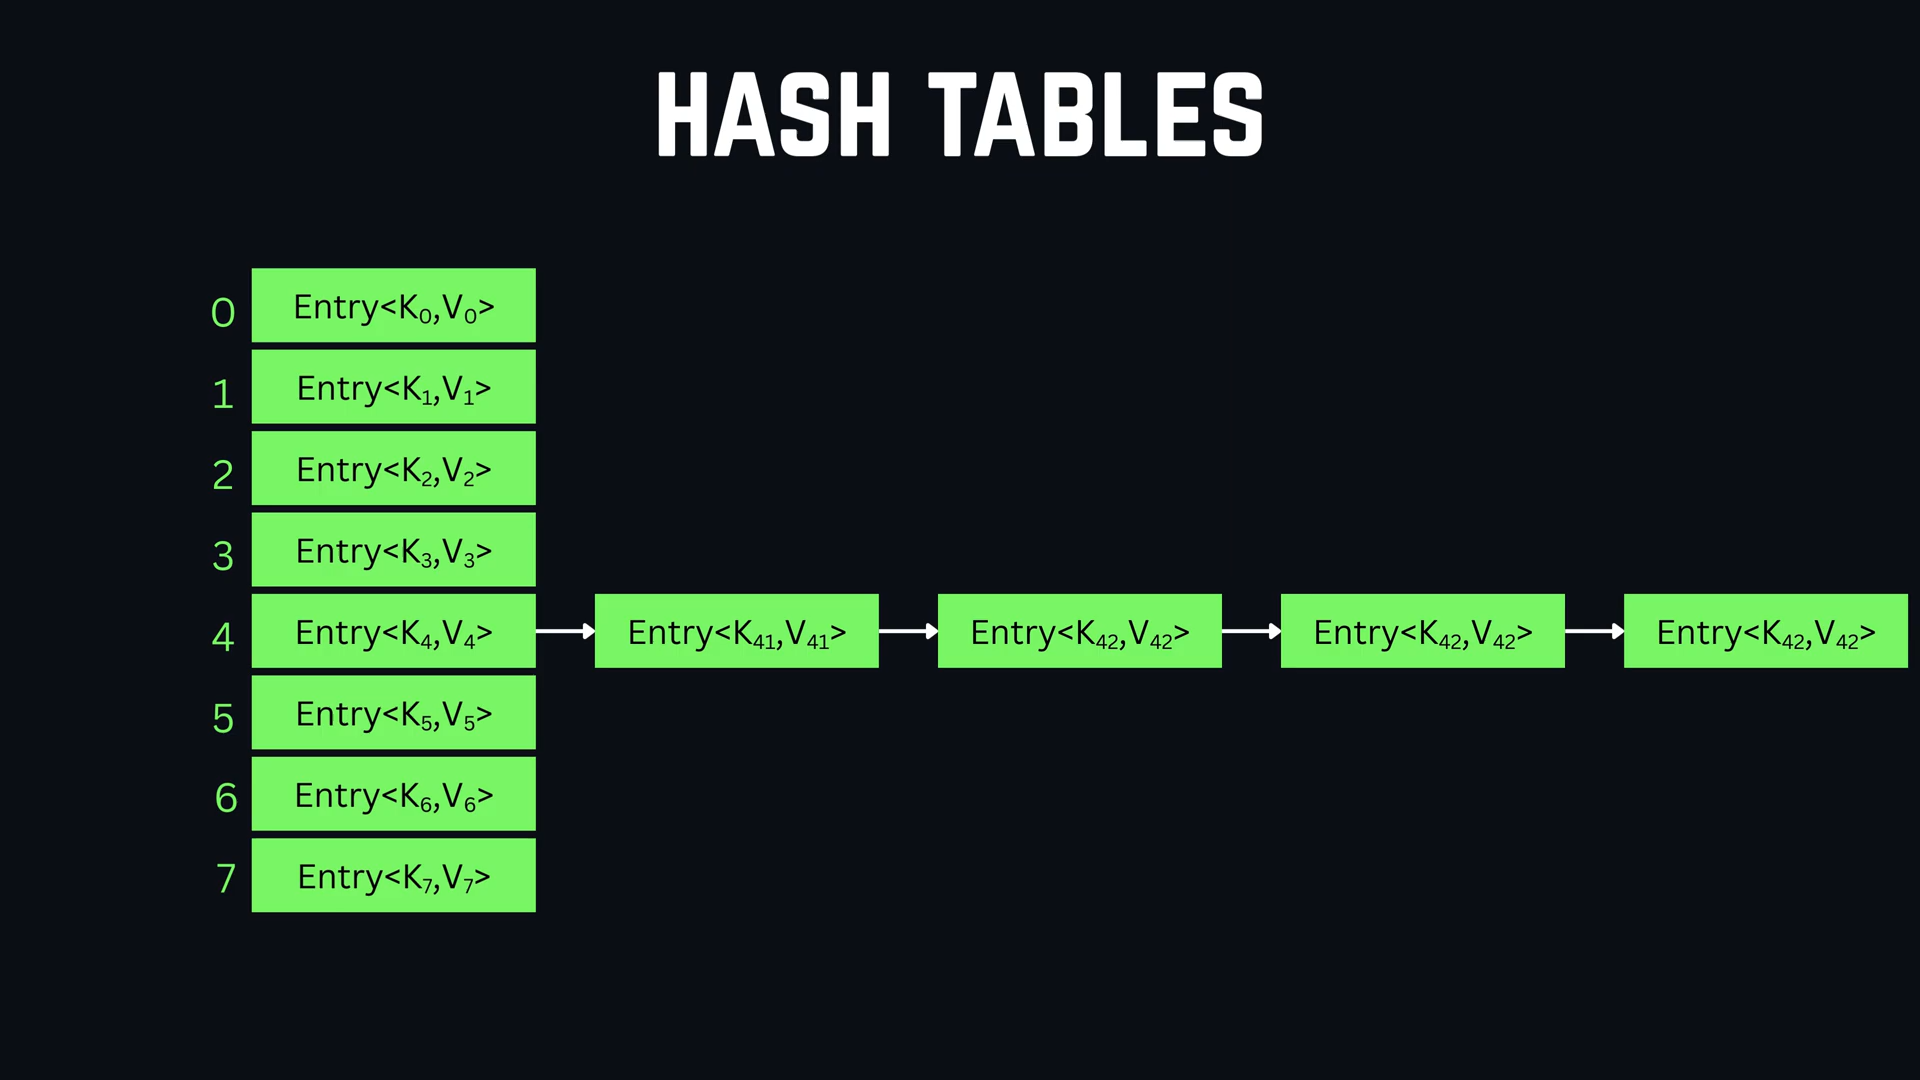 HASH TABLES
0 Entry<K₀,V₀>
1 Entry<K₁,V₁>
2 Entry<K₂,V₂>
3 Entry<K₃,V₃>
4 Entry<K₄,V₄> Entry<K₄₁,V₄₁> Entry<K₄₂,V₄₂> Entry<K₄₂,V₄₂> Entry<K₄₂,V₄₂>
5 Entry<K₅,V₅>
6 Entry<K₆,V₆>
7 Entry<K₇,V₇>